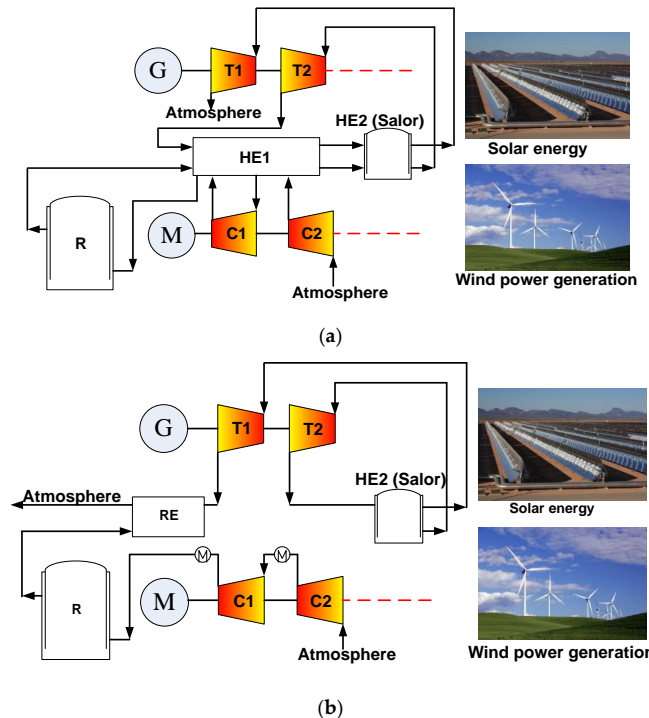 G
T1
T2
Atmosphere
HE2 (Salor)
HE1
Solar energy
R
M
C1
C2
Atmosphere
Wind power generation
(a)
G
T1
T2
HE2 (Salor)
Atmosphere
RE
Solar energy
M
M
R
M
C1
C2
Atmosphere
Wind power generation
(b)